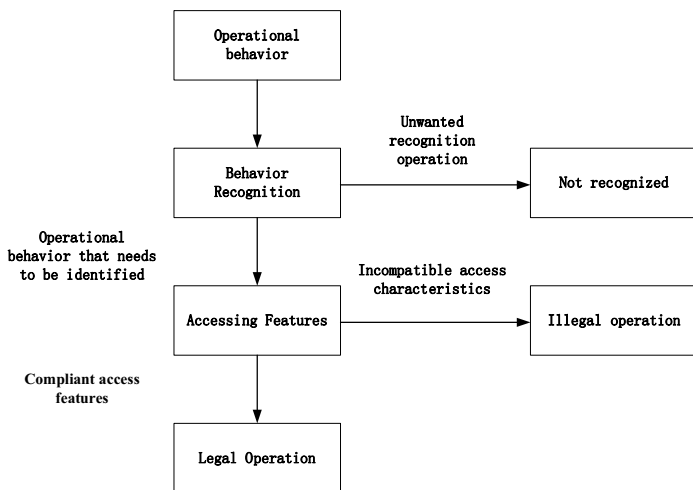 Operational
behavior
Unwanted
recognition
operation
Behavior
Recognition
Not recognized
Operational
behavior that needs
to be identified
Incompatible access
characteristics
Accessing Features
Illegal operation
Compliant access
features
Legal Operation